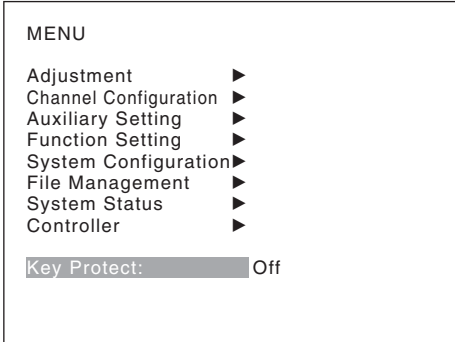 MENU
Adjustment ▶
Channel Configuration ▶
Auxiliary Setting ▶
Function Setting ▶
System Configuration▶
File Management ▶
System Status ▶
Controller ▶
Key Protect: Off